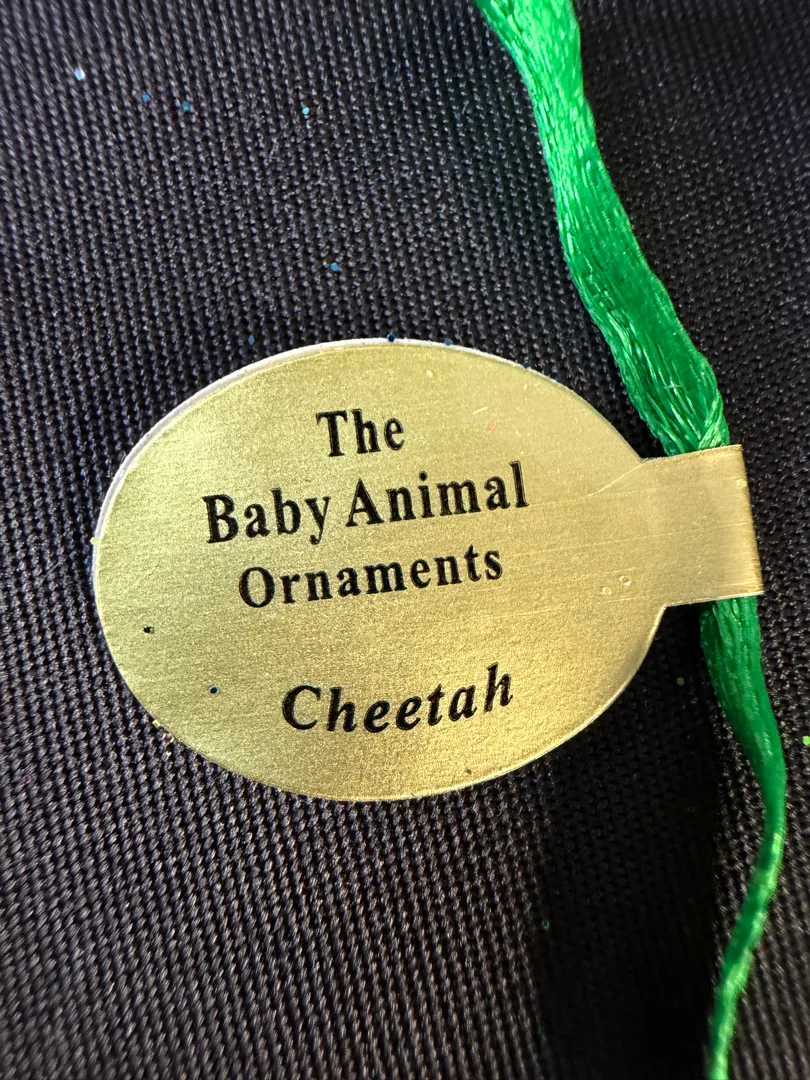 The
Baby Animal
Ornaments
Cheetah